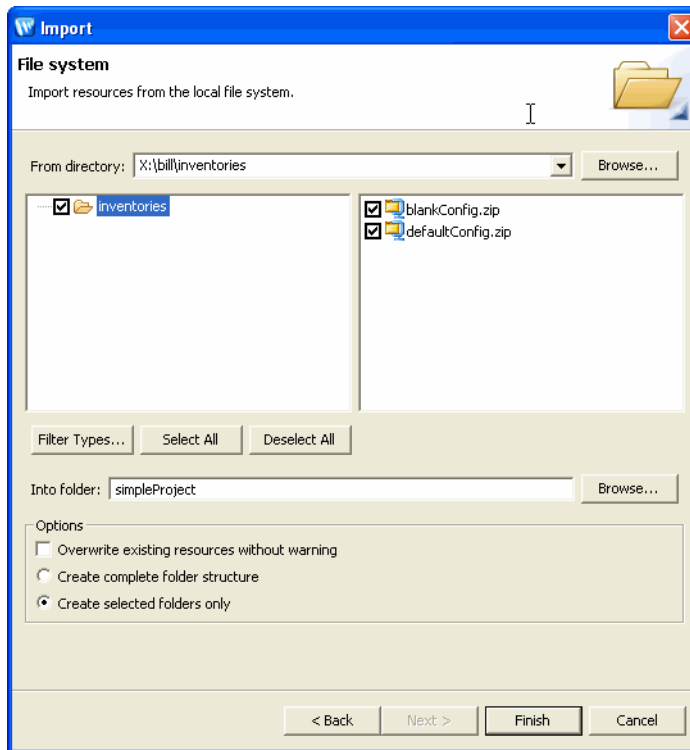 Import
File system
Import resources from the local file system.
From directory: X:\bill\inventories
Browse...
inventories
blankConfig.zip
defaultConfig.zip
Filter Types...
Select All
Deselect All
Into folder: simpleProject
Browse...
Options
Overwrite existing resources without warning
Create complete folder structure
Create selected folders only
< Back
Next >
Finish
Cancel